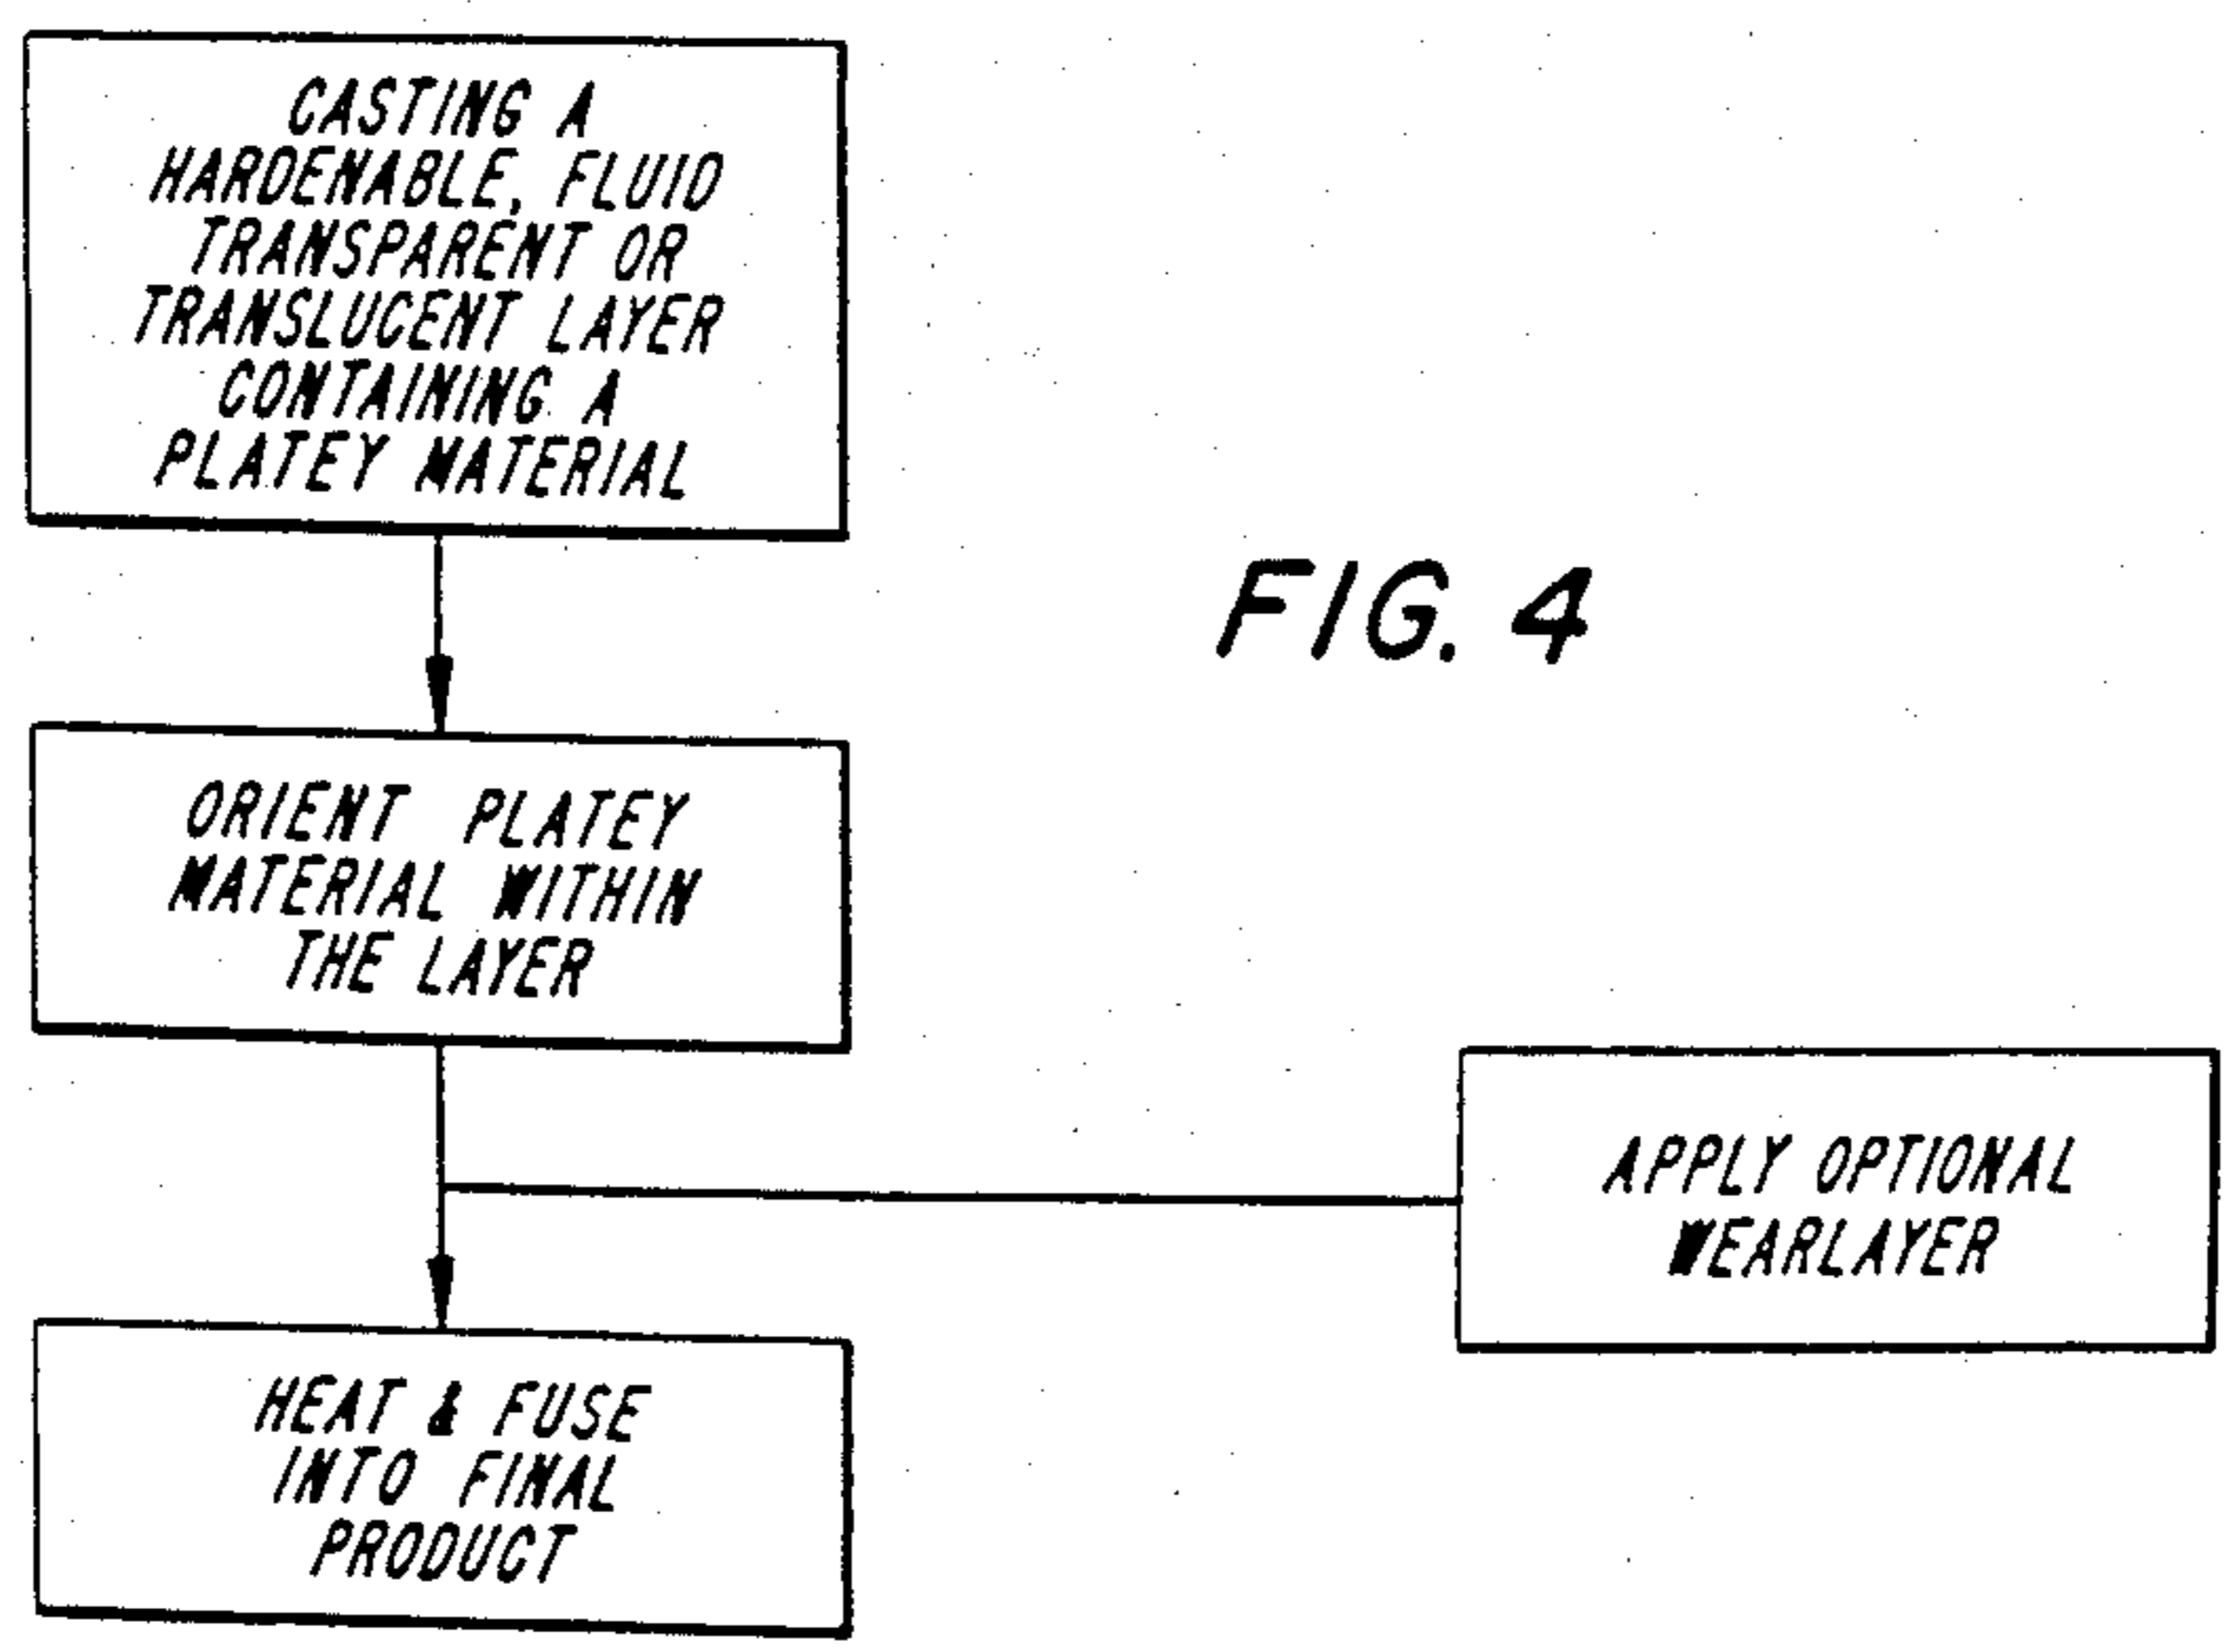 CASTING A
HARDENABLE, FLUID
TRANSPARENT OR
TRANSLUCENT LAYER
CONTAINING A
PLATEY MATERIAL
FIG. 4
ORIENT PLATEY
MATERIAL WITHIN
THE LAYER
APPLY OPTIONAL
WEARLAYER
HEAT & FUSE
INTO FINAL
PRODUCT